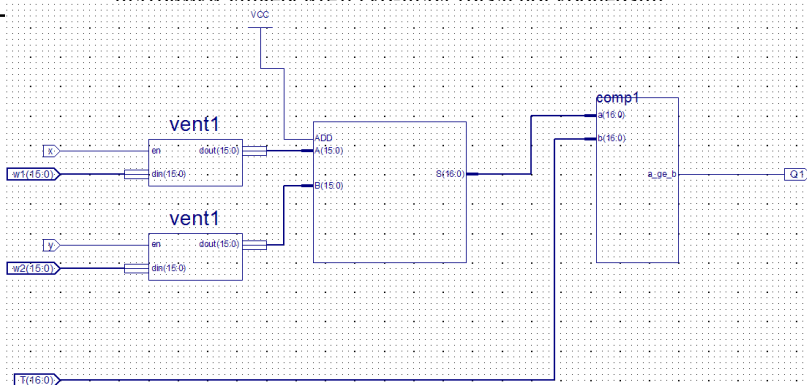 VCC
comp1
a(16:0)
vent1
ADD
b(16:0)
x
en
dout(15:0)
A(15:0)
w1(15:0)
din(15:0)
S(16:0)
a_ge_b
Q1
B(15:0)
vent1
y
en
dout(15:0)
w2(15:0)
din(15:0)
T(16:0)